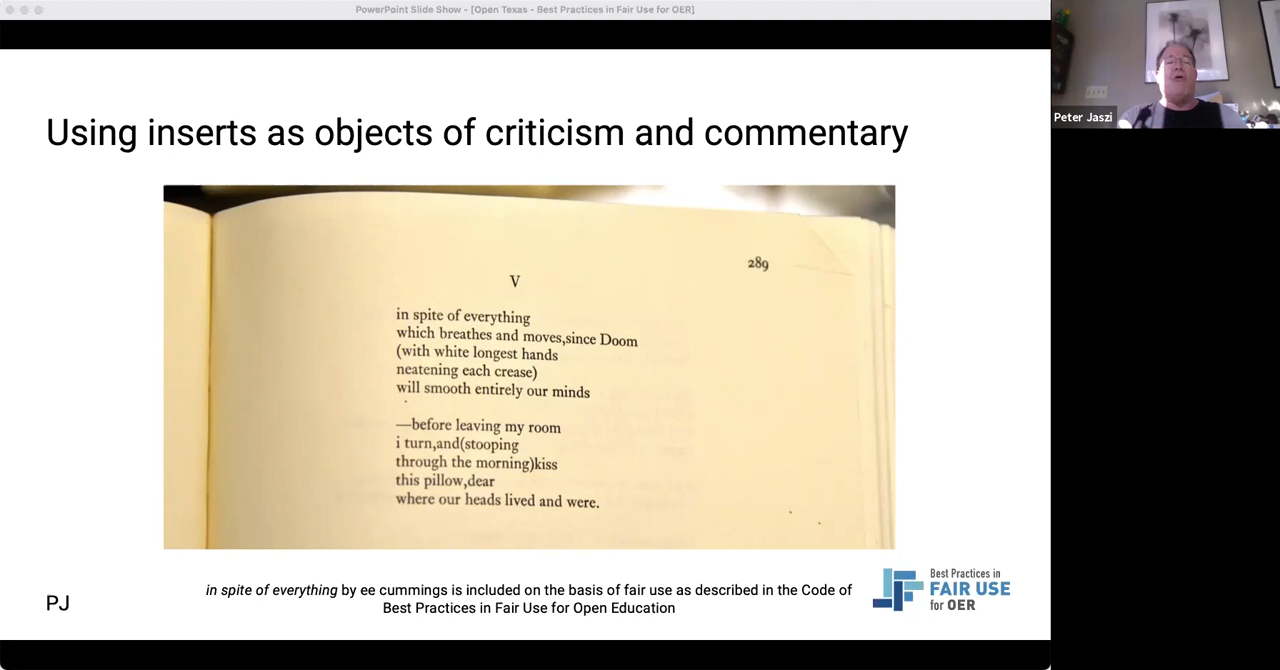 PowerPoint Slide Show - [Open Texas - Best Practices in Fair Use for OER]
Peter Jaszi
Using inserts as objects of criticism and commentary
289
V
in spite of everything
which breathes and moves,since Doom
(with white longest hands
neatening each crease)
will smooth entirely our minds
—before leaving my room
i turn,and(stooping
through the morning)kiss
this pillow,dear
where our heads lived and were.
in spite of everything by ee cummings is included on the basis of fair use as described in the Code of
Best Practices in Fair Use for Open Education
PJ
Best Practices in
FAIR USE
for OER